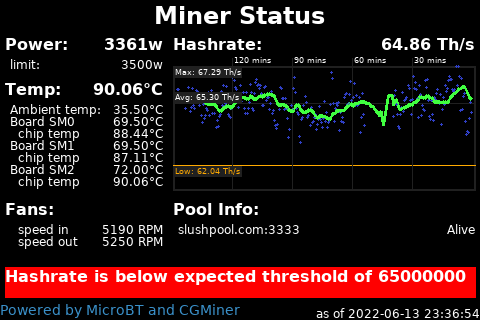 Miner Status
Power: 3361w
limit: 3500w
Temp: 90.06°C
Ambient temp: 35.50°C
Board SM0 69.50°C
chip temp 88.44°C
Board SM1 69.50°C
chip temp 87.11°C
Board SM2 72.00°C
chip temp 90.06°C
Hashrate: 64.86 Th/s
120 mins 90 mins 60 mins 30 mins
Max: 67.29 Th/s
Avg: 65.30 Th/s
Low: 62.04 Th/s
Fans:
speed in 5190 RPM
speed out 5250 RPM
Pool Info:
slushpool.com:3333 Alive
Hashrate is below expected threshold of 65000000
Powered by MicroBT and CGMiner
as of 2022-06-13 23:36:54